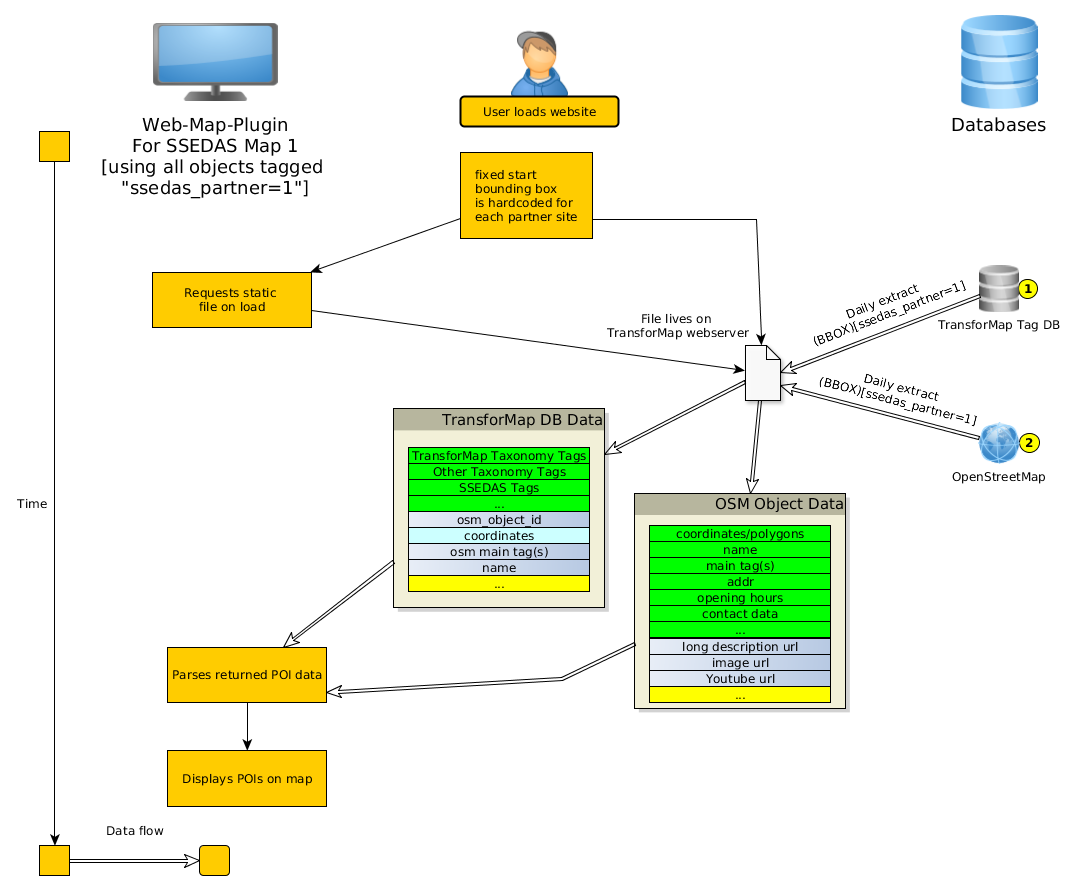 User loads website
Web-Map-Plugin
For SSEDAS Map 1
[using all objects tagged
"ssedas_partner=1"]
Databases
fixed start
bounding box
is hardcoded for
each partner site
Requests static
file on load
File lives on
TransforMap webserver
Daily extract
(BBOX)[ssedas_partner=1]
1
TransforMap Tag DB
Daily extract
(BBOX)[ssedas_partner=1]
2
OpenStreetMap
TransforMap DB Data
TransforMap Taxonomy Tags
Other Taxonomy Tags
SSEDAS Tags
...
osm_object_id
coordinates
osm main tag(s)
name
...
OSM Object Data
coordinates/polygons
name
main tag(s)
addr
opening hours
contact data
...
long description url
image url
Youtube url
...
Time
Parses returned POI data
Displays POIs on map
Data flow